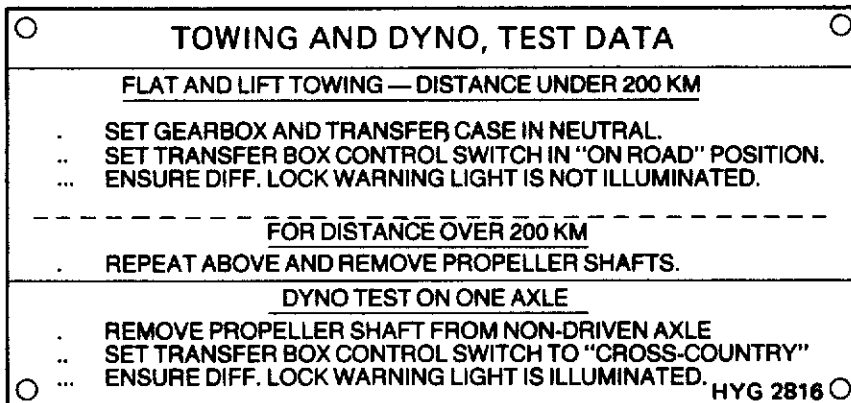 TOWING AND DYNO, TEST DATA
FLAT AND LIFT TOWING — DISTANCE UNDER 200 KM
. SET GEARBOX AND TRANSFER CASE IN NEUTRAL.
.. SET TRANSFER BOX CONTROL SWITCH IN "ON ROAD" POSITION.
... ENSURE DIFF. LOCK WARNING LIGHT IS NOT ILLUMINATED.
FOR DISTANCE OVER 200 KM
. REPEAT ABOVE AND REMOVE PROPELLER SHAFTS.
DYNO TEST ON ONE AXLE
. REMOVE PROPELLER SHAFT FROM NON-DRIVEN AXLE
.. SET TRANSFER BOX CONTROL SWITCH TO "CROSS-COUNTRY"
... ENSURE DIFF. LOCK WARNING LIGHT IS ILLUMINATED.
HYG 2816